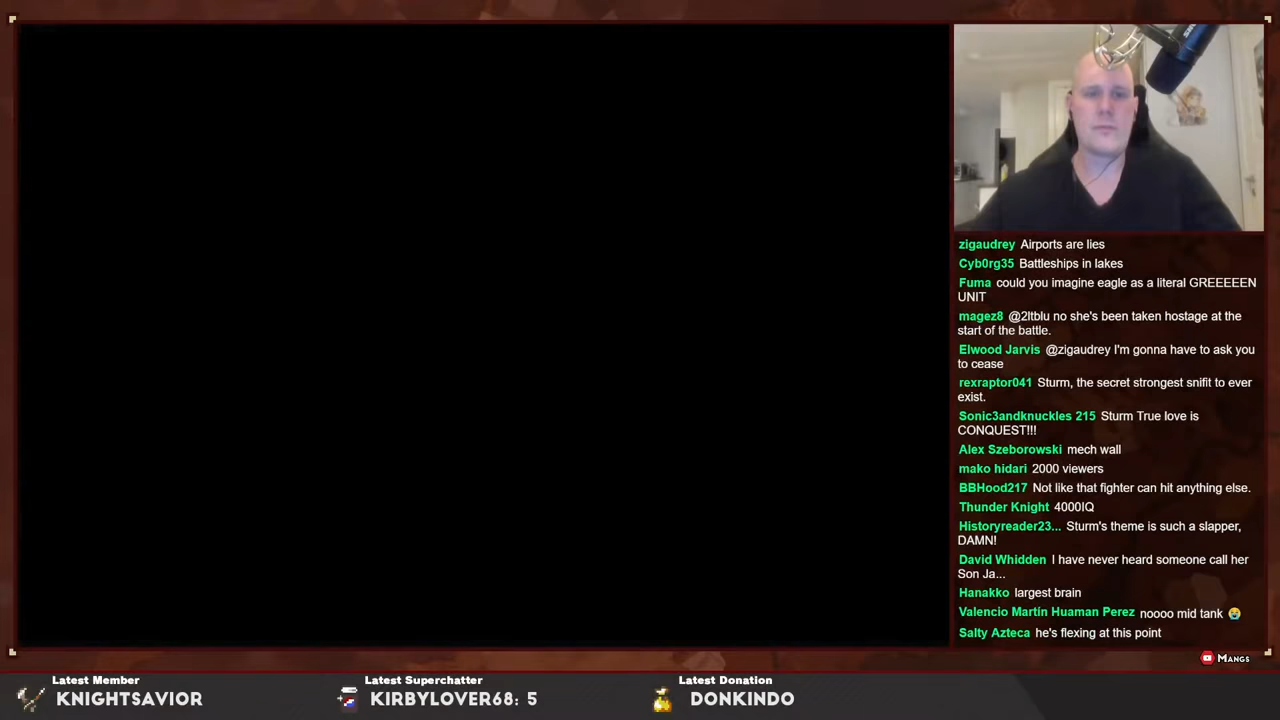 zigaudrey Airports are lies
Cyb0rg35 Battleships in lakes
Fuma could you imagine eagle as a literal GREEEEEN
UNIT
magez8 @2ltblu no she's been taken hostage at the
start of the battle.
Elwood Jarvis @zigaudrey I'm gonna have to ask you
to cease
rexraptor041 Sturm, the secret strongest snifit to ever
exist.
Sonic3andknuckles 215 Sturm True love is
CONQUEST!!!
Alex Szeborowski mech wall
mako hidari 2000 viewers
BBHood217 Not like that fighter can hit anything else.
Thunder Knight 4000IQ
Historyreader23... Sturm's theme is such a slapper,
DAMN!
David Whidden I have never heard someone call her
Son Ja...
Hanakko largest brain
Valencio Martin Huaman Perez noooo mid tank 😭
Salty Azteca he's flexing at this point
MANGS
Latest Member
KNIGHTSAVIOR
Latest Superchatter
KIRBYLOVER68: 5
Latest Donation
DONKINDO